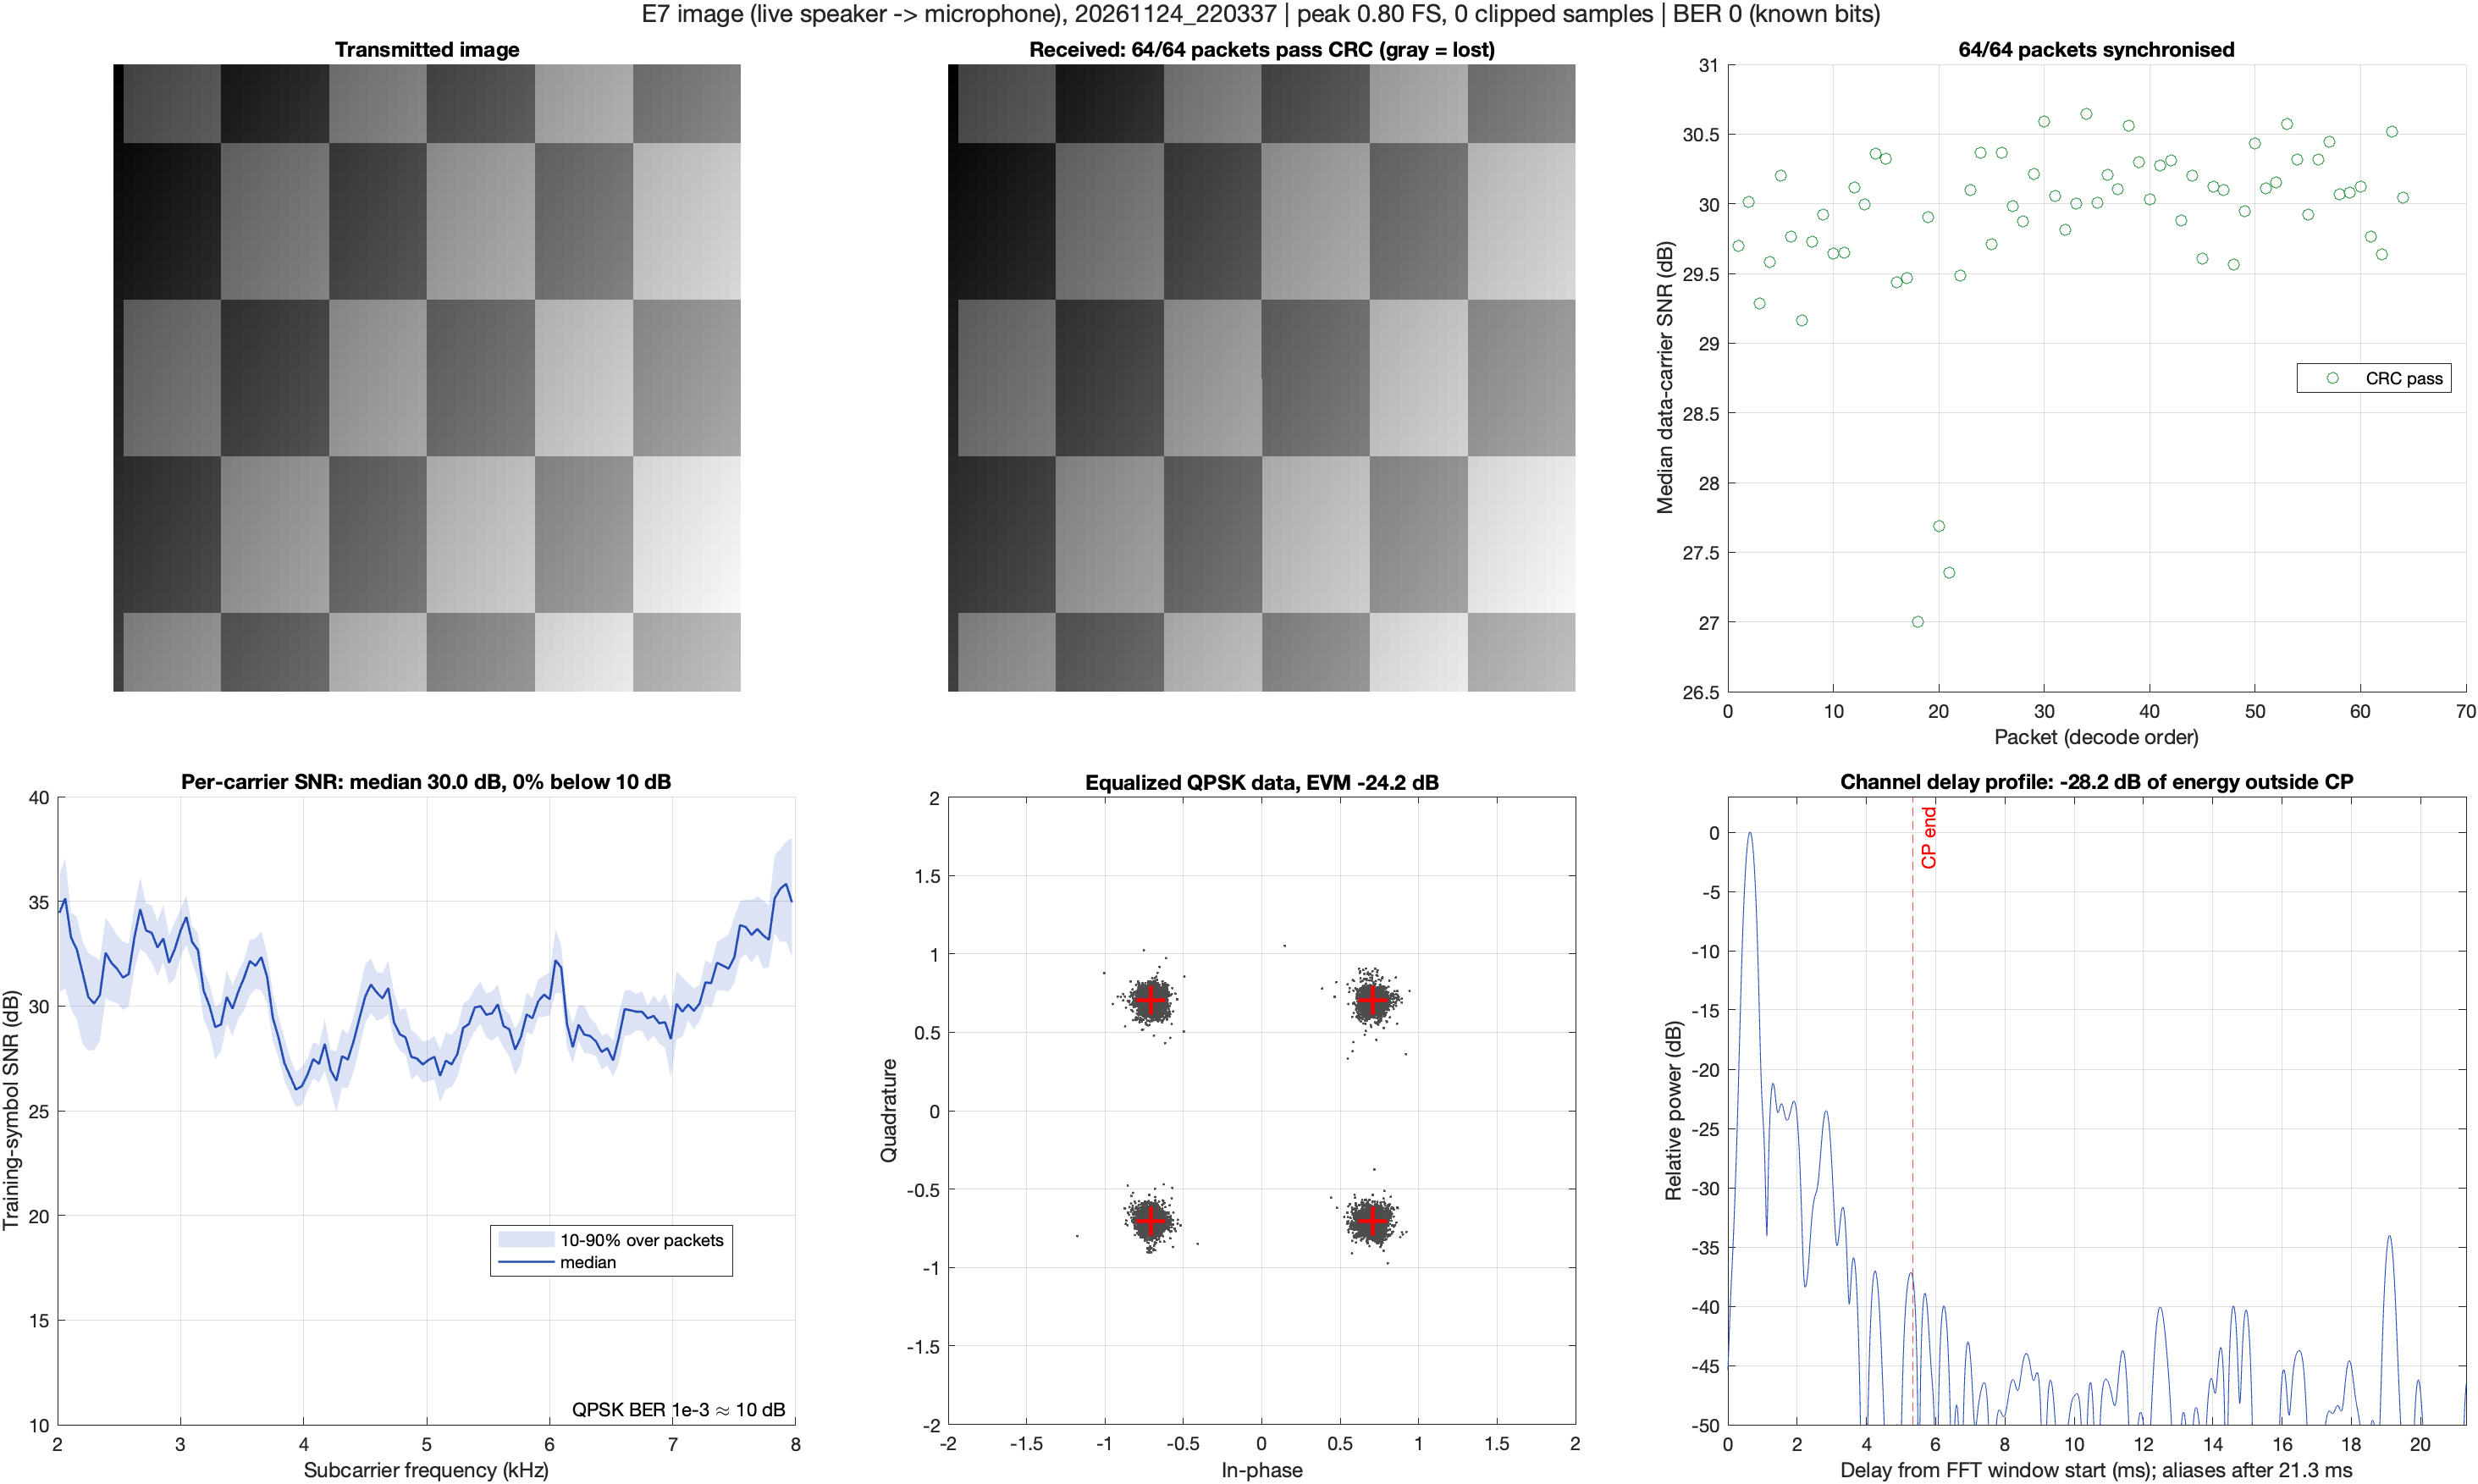 E7 image (live speaker -> microphone), 20261124_220337 | peak 0.80 FS, 0 clipped samples | BER 0 (known bits)
Transmitted image
Received: 64/64 packets pass CRC (gray = lost)
64/64 packets synchronised
31
30.5
30
29.5
29
28.5
28
27.5
27
26.5
Median data-carrier SNR (dB)
CRC pass
0 10 20 30 40 50 60 70
Packet (decode order)
Per-carrier SNR: median 30.0 dB, 0% below 10 dB
40
35
30
25
20
15
10
Training-symbol SNR (dB)
10-90% over packets
median
QPSK BER 1e-3 ≈ 10 dB
2 3 4 5 6 7 8
Subcarrier frequency (kHz)
Equalized QPSK data, EVM -24.2 dB
2
1.5
1
0.5
0
-0.5
-1
-1.5
-2
Quadrature
-2 -1.5 -1 -0.5 0 0.5 1 1.5 2
In-phase
Channel delay profile: -28.2 dB of energy outside CP
0
-5
-10
-15
-20
-25
-30
-35
-40
-45
-50
Relative power (dB)
CP end
0 2 4 6 8 10 12 14 16 18 20
Delay from FFT window start (ms); aliases after 21.3 ms